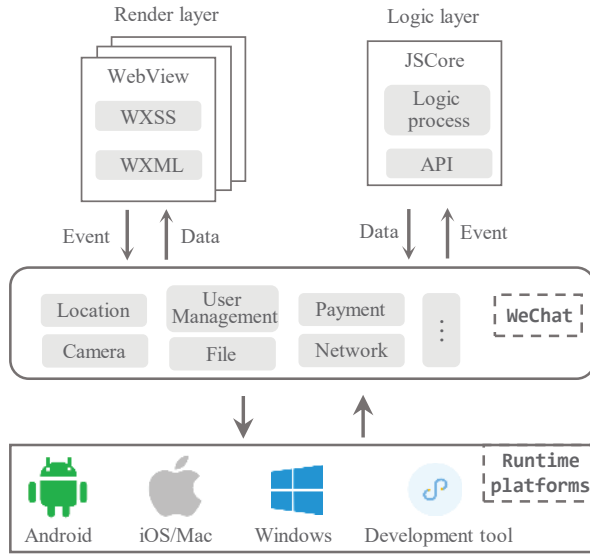 Render layer
Logic layer
WebView
WXSS
WXML
JSCore
Logic
process
API
Event
Data
Data
Event
Location
User
Management
Payment
Camera
File
Network
WeChat
Runtime
platforms
Android
iOS/Mac
Windows
Development tool